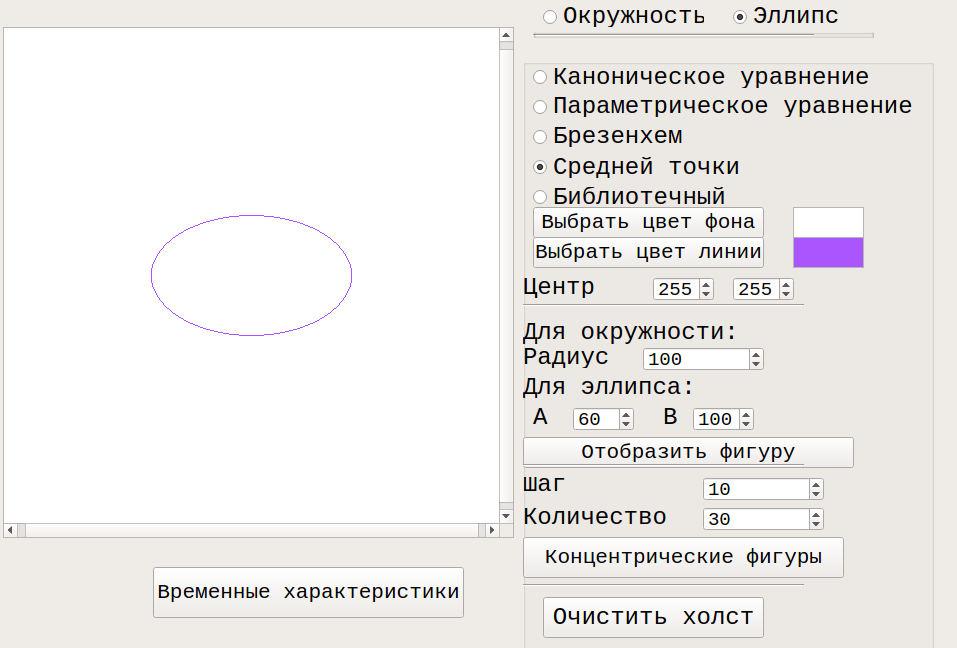 Окружность Эллипс
Каноническое уравнение
Параметрическое уравнение
Брезенхем
Средней точки
Библиотечный
Выбрать цвет фона
Выбрать цвет линии
Центр 255 255
Для окружности:
Радиус 100
Для эллипса:
A 60 B 100
Отобразить фигуру
Шаг 10
Количество 30
Концентрические фигуры
Временные характеристики
Очистить холст